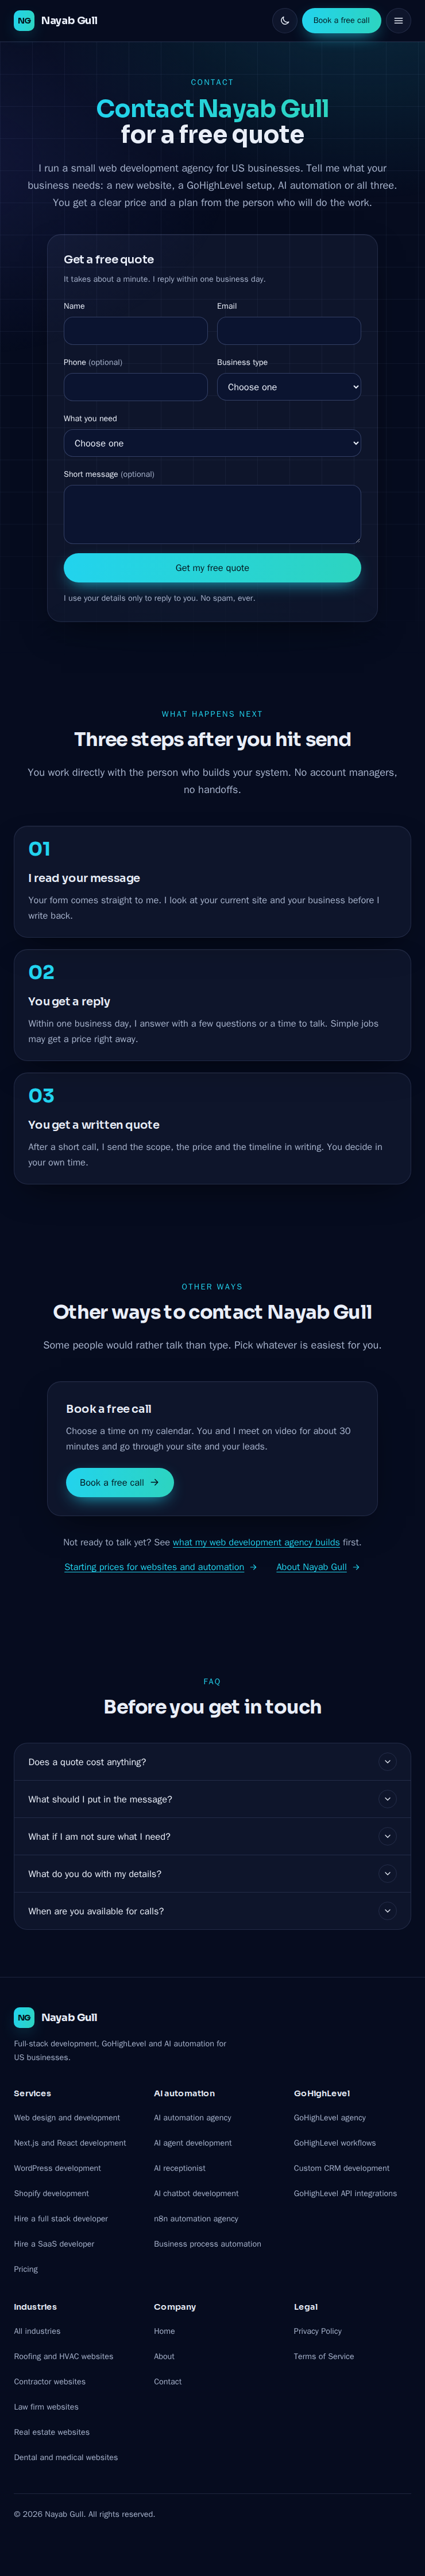 NG Nayab Gull
Book a free call
CONTACT
Contact Nayab Gull
for a free quote
I run a small web development agency for US businesses. Tell me what your
business needs: a new website, a GoHighLevel setup, AI automation or all three.
You get a clear price and a plan from the person who will do the work.
Get a free quote
It takes about a minute. I reply within one business day.
Name
Email
Phone (optional)
Business type
Choose one
What you need
Choose one
Short message (optional)
Get my free quote
I use your details only to reply to you. No spam, ever.
WHAT HAPPENS NEXT
Three steps after you hit send
You work directly with the person who builds your system. No account managers,
no handoffs.
01
I read your message
Your form comes straight to me. I look at your current site and your business before I
write back.
02
You get a reply
Within one business day, I answer with a few questions or a time to talk. Simple jobs
may get a price right away.
03
You get a written quote
After a short call, I send the scope, the price and the timeline in writing. You decide in
your own time.
OTHER WAYS
Other ways to contact Nayab Gull
Some people would rather talk than type. Pick whatever is easiest for you.
Book a free call
Choose a time on my calendar. You and I meet on video for about 30
minutes and go through your site and your leads.
Book a free call →
Not ready to talk yet? See what my web development agency builds first.
Starting prices for websites and automation → About Nayab Gull →
FAQ
Before you get in touch
Does a quote cost anything?
What should I put in the message?
What if I am not sure what I need?
What do you do with my details?
When are you available for calls?
NG Nayab Gull
Full-stack development, GoHighLevel and AI automation for
US businesses.
Services
Web design and development
Next.js and React development
WordPress development
Shopify development
Hire a full stack developer
Hire a SaaS developer
Pricing
AI automation
AI automation agency
AI agent development
AI receptionist
AI chatbot development
n8n automation agency
Business process automation
GoHighLevel
GoHighLevel agency
GoHighLevel workflows
Custom CRM development
GoHighLevel API integrations
Industries
All industries
Roofing and HVAC websites
Contractor websites
Law firm websites
Real estate websites
Dental and medical websites
Company
Home
About
Contact
Legal
Privacy Policy
Terms of Service
© 2026 Nayab Gull. All rights reserved.